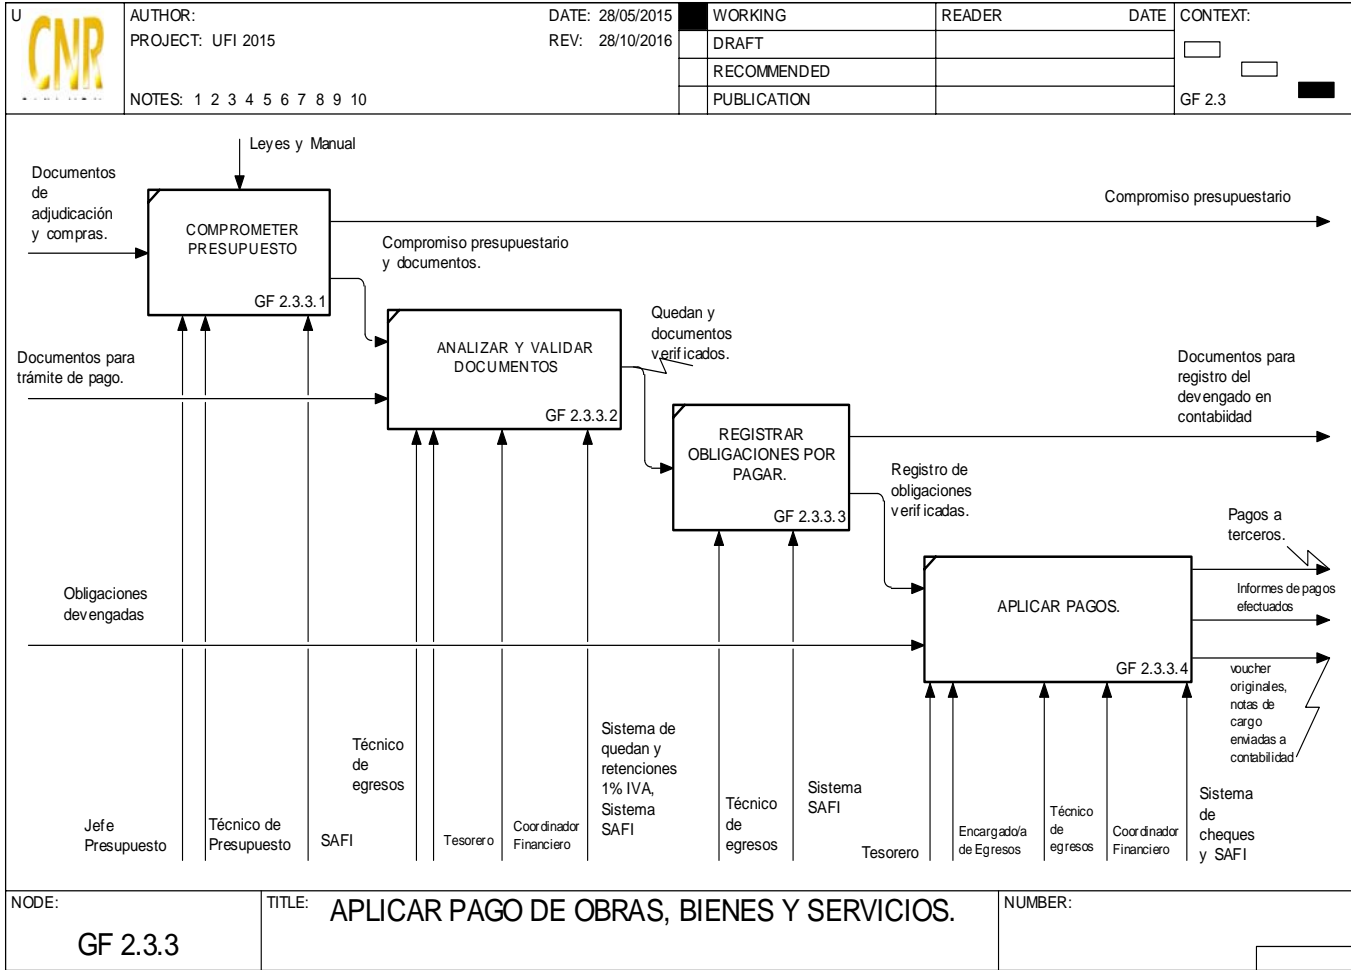 U
CNR
AUTHOR:
DATE: 28/05/2015
PROJECT: UFI 2015
REV: 28/10/2016
NOTES: 1 2 3 4 5 6 7 8 9 10
WORKING
DRAFT
RECOMMENDED
PUBLICATION
READER
DATE
CONTEXT:
GF 2.3
Leyes y Manual
Documentos
de
adjudicación
y compras.
COMPROMETER
PRESUPUESTO
GF 2.3.3.1
Compromiso presupuestario
Compromiso presupuestario
y documentos.
Documentos para
trámite de pago.
ANALIZAR Y VALIDAR
DOCUMENTOS
GF 2.3.3.2
Quedan y
documentos
verificados.
Documentos para
registro del
devengado en
contabiidad
REGISTRAR
OBLIGACIONES POR
PAGAR.
GF 2.3.3.3
Registro de
obligaciones
verificadas.
Pagos a
terceros.
Obligaciones
devengadas
APLICAR PAGOS.
GF 2.3.3.4
Informes de pagos
efectuados
voucher
originales,
notas de
cargo
enviadas a
contabilidad
Jefe
Presupuesto
Técnico de
Presupuesto
SAFI
Técnico
de
egresos
Tesorero
Coordinador
Financiero
Sistema de
quedan y
retenciones
1% IVA,
Sistema
SAFI
Técnico
de
egresos
Sistema
SAFI
Tesorero
Encargado/a
de Egresos
Técnico
de
egresos
Coordinador
Financiero
Sistema
de
cheques
y SAFI
NODE:
GF 2.3.3
TITLE:
APLICAR PAGO DE OBRAS, BIENES Y SERVICIOS.
NUMBER: